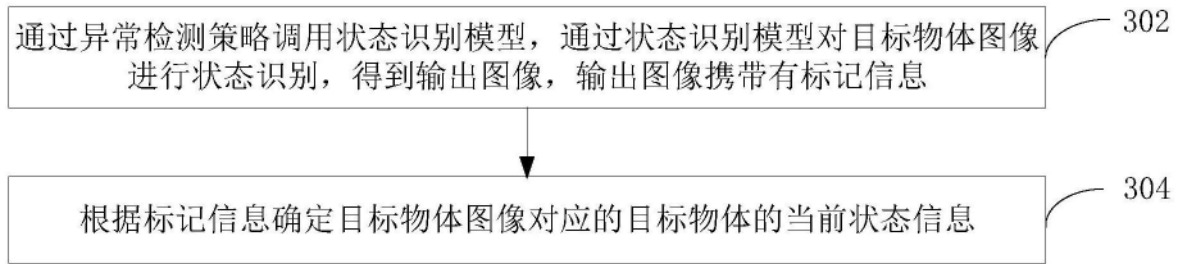 通过异常检测策略调用状态识别模型，通过状态识别模型对目标物体图像
进行状态识别，得到输出图像，输出图像携带有标记信息
302
根据标记信息确定目标物体图像对应的目标物体的当前状态信息
304